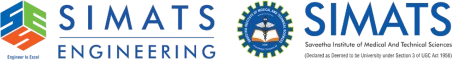 SIMATS
ENGINEERING
Engineer to Excel
SIMATS
Saveetha Institute of Medical And Technical Sciences
(Declared as Deemed to be University under Section 3 of UGC Act 1956)